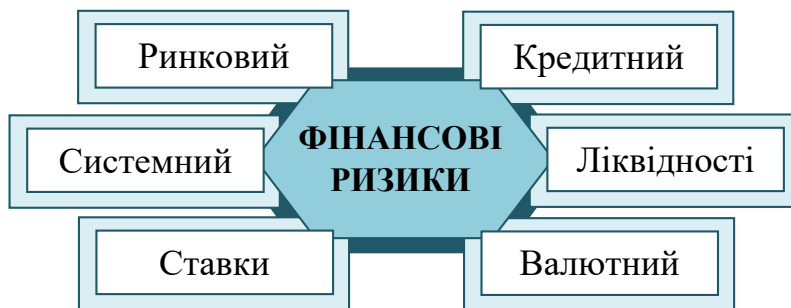 Ринковий
Кредитний
ФІНАНСОВІ
РИЗИКИ
Системний
Ліквідності
Ставки
Валютний